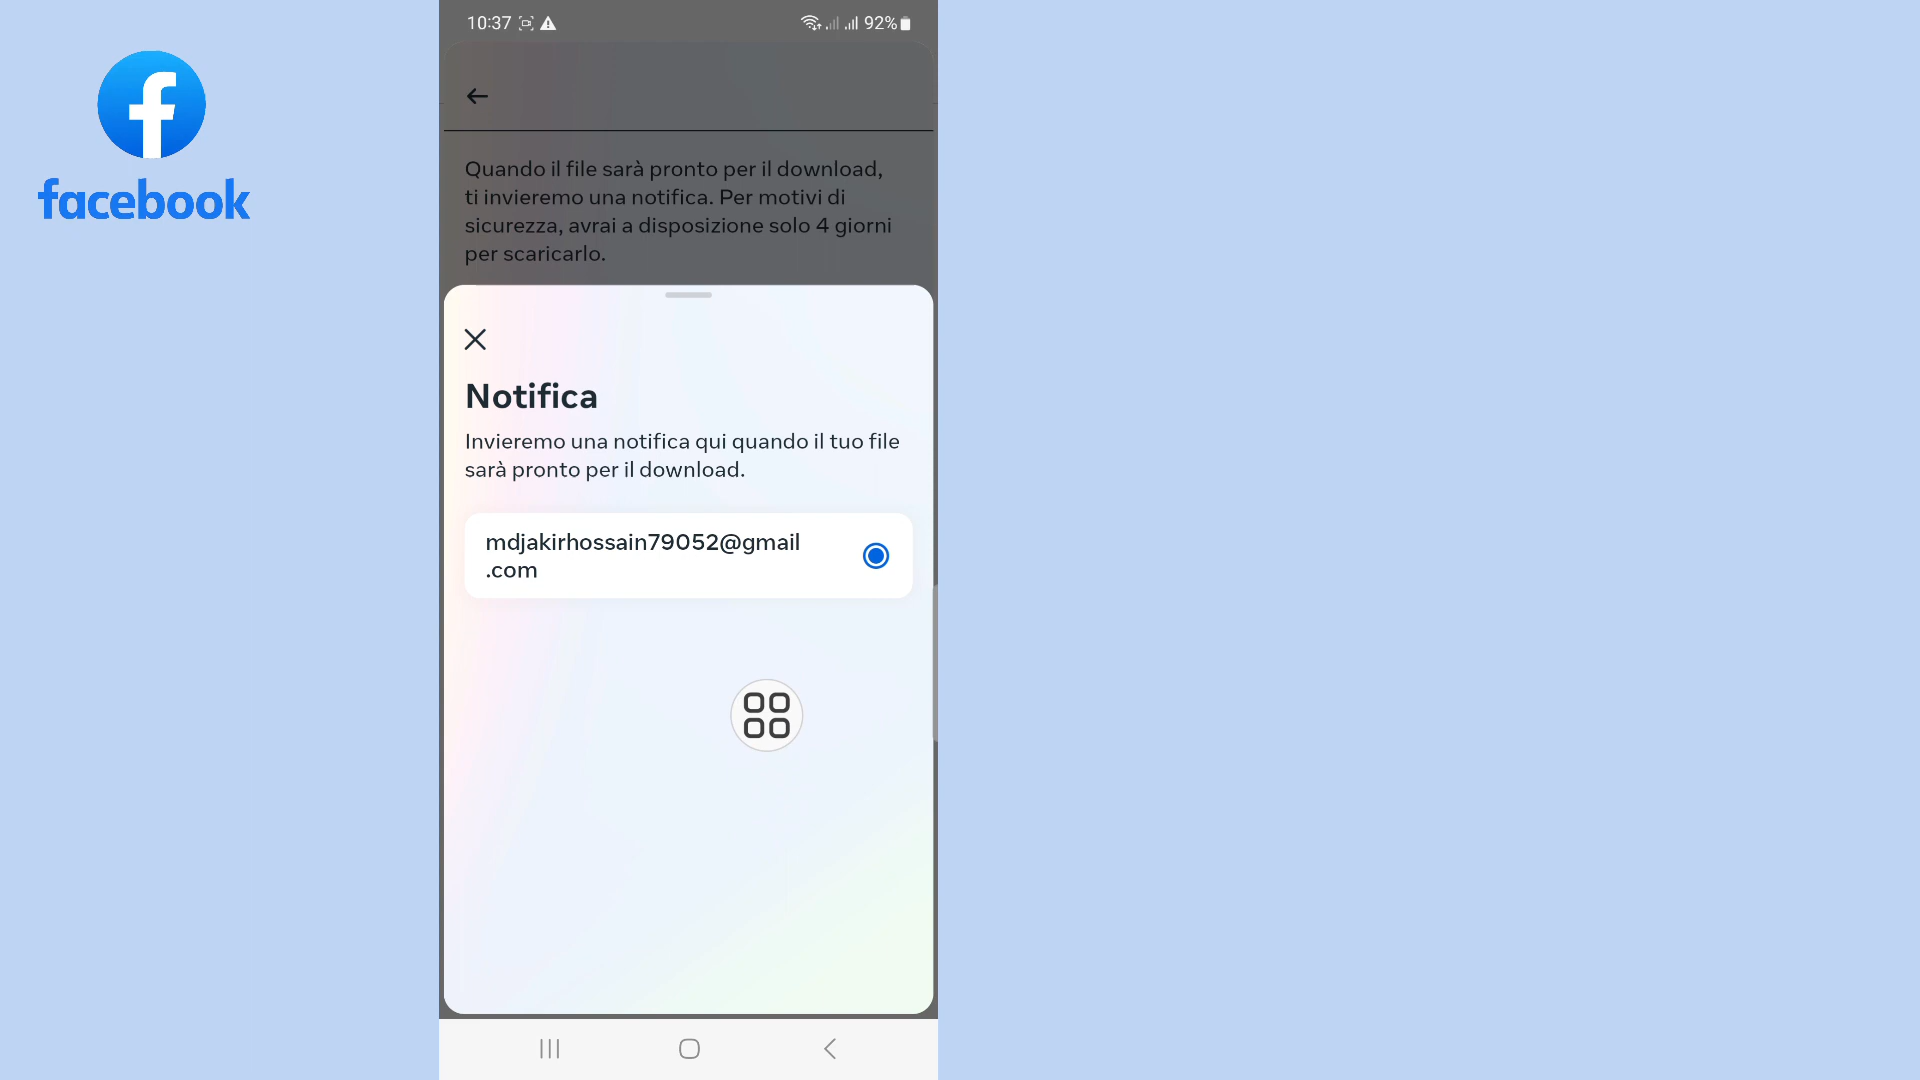 10:37
92%
facebook
Quando il file sarà pronto per il download,
ti invieremo una notifica. Per motivi di
sicurezza, avrai a disposizione solo 4 giorni
per scaricarlo.
Notifica
Invieremo una notifica qui quando il tuo file
sarà pronto per il download.
mdjakirhossain79052@gmail
.com